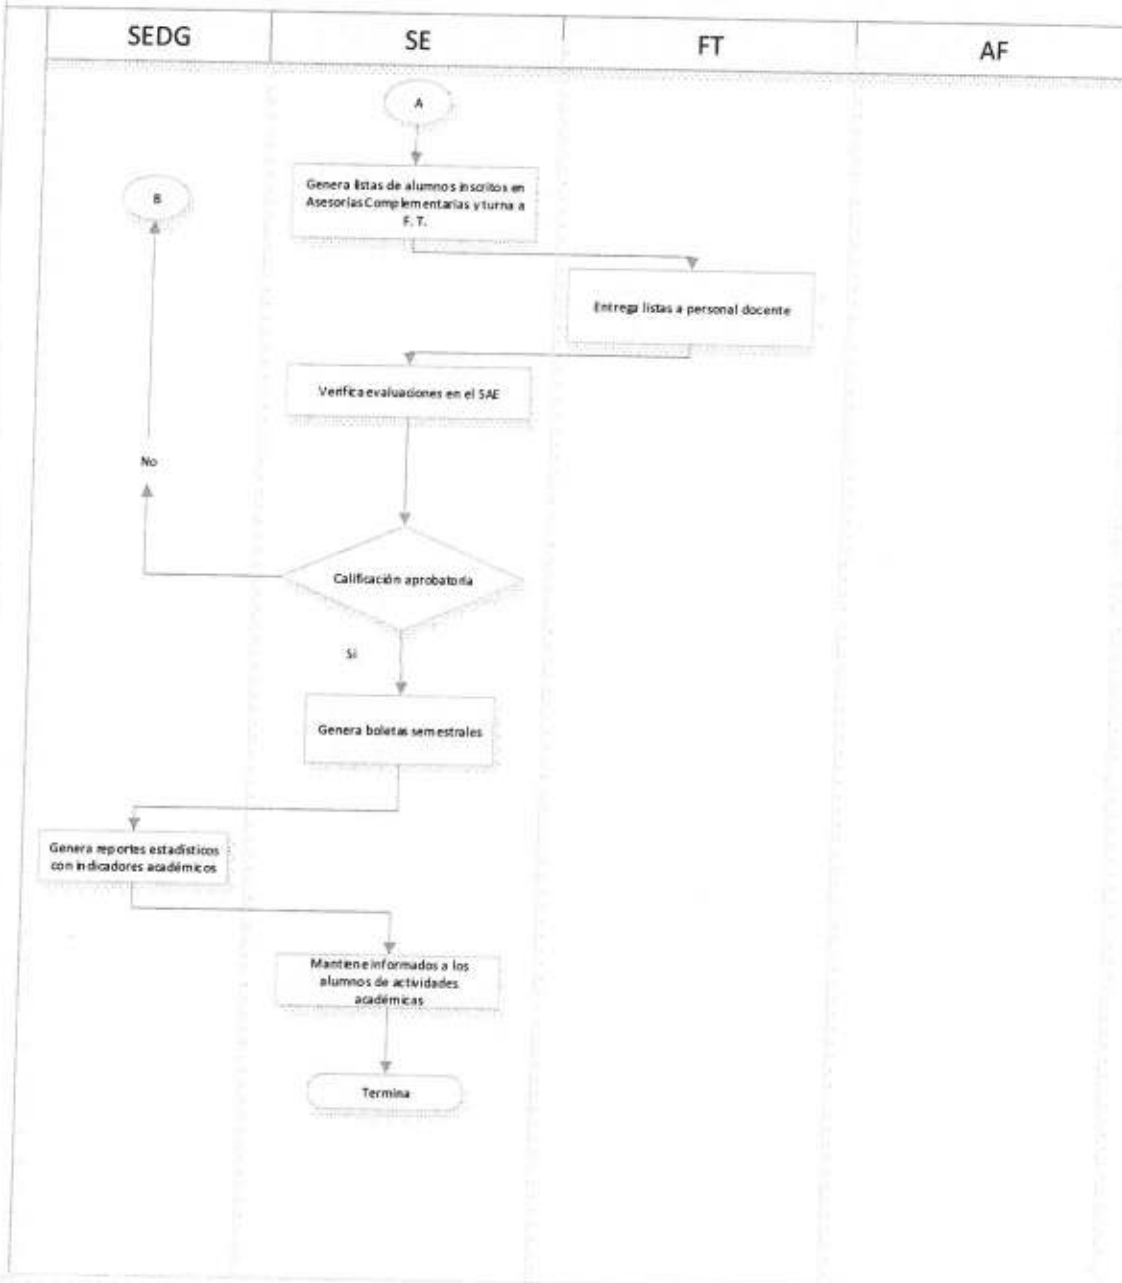 SEDG
SE
FT
AF
A
Genera listas de alumnos inscritos en
Asesorías Complementarias y turna a
F. T.
B
Entrega listas a personal docente
Verifica evaluaciones en el SAE
No
Calificación aprobatoria
Si
Genera boletas semestrales
Genera reportes estadísticos
con indicadores académicos
Mantiene informados a los
alumnos de actividades
académicas
Termina